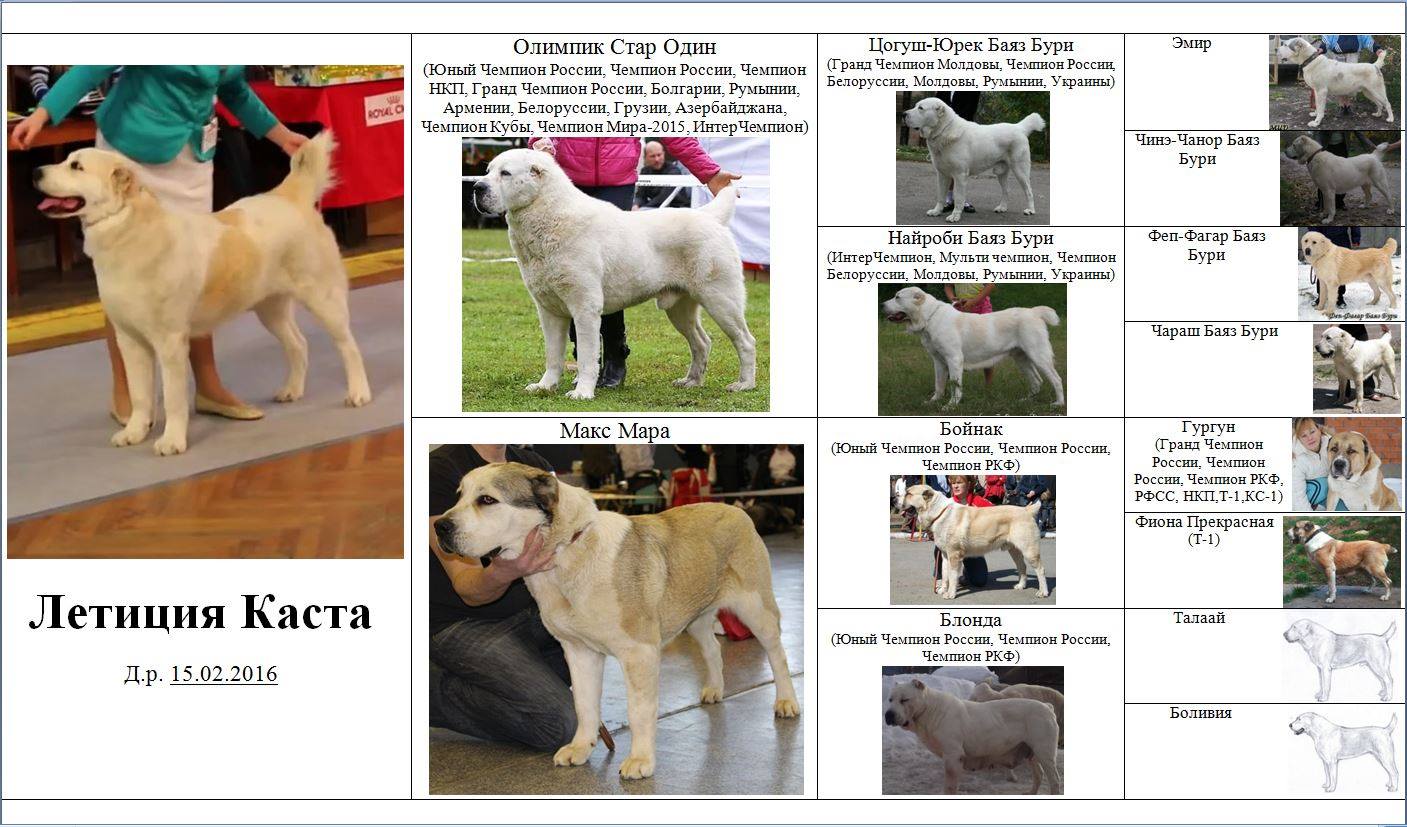 Летиция Каста
Д.р. 15.02.2016
Олимпик Стар Один
(Юный Чемпион России, Чемпион России, Чемпион
НКП, Гранд Чемпион России, Болгарии, Румынии,
Армении, Белоруссии, Грузии, Азербайджана,
Чемпион Кубы, Чемпион Мира-2015, ИнтерЧемпион)
Макс Мара
Цогуш-Юрек Баяз Бури
(Гранд Чемпион Молдовы, Чемпион России,
Белоруссии, Молдовы, Румынии, Украины)
Найроби Баяз Бури
(ИнтерЧемпион, Мульти чемпион, Чемпион
Белоруссии, Молдовы, Румынии, Украины)
Бойнак
(Юный Чемпион России, Чемпион России,
Чемпион РКФ)
Блонда
(Юный Чемпион России, Чемпион России,
Чемпион РКФ)
Эмир
Чинэ-Чанор Баяз
Бури
Феп-Фагар Баяз
Бури
Феп-Фагар Баяз Бури
Чараш Баяз Бури
Гургун
(Гранд Чемпион
России, Чемпион
России, Чемпион РКФ,
РФСС, НКП,Т-1,КС-1)
Фиона Прекрасная
(Т-1)
Талаай
Боливия